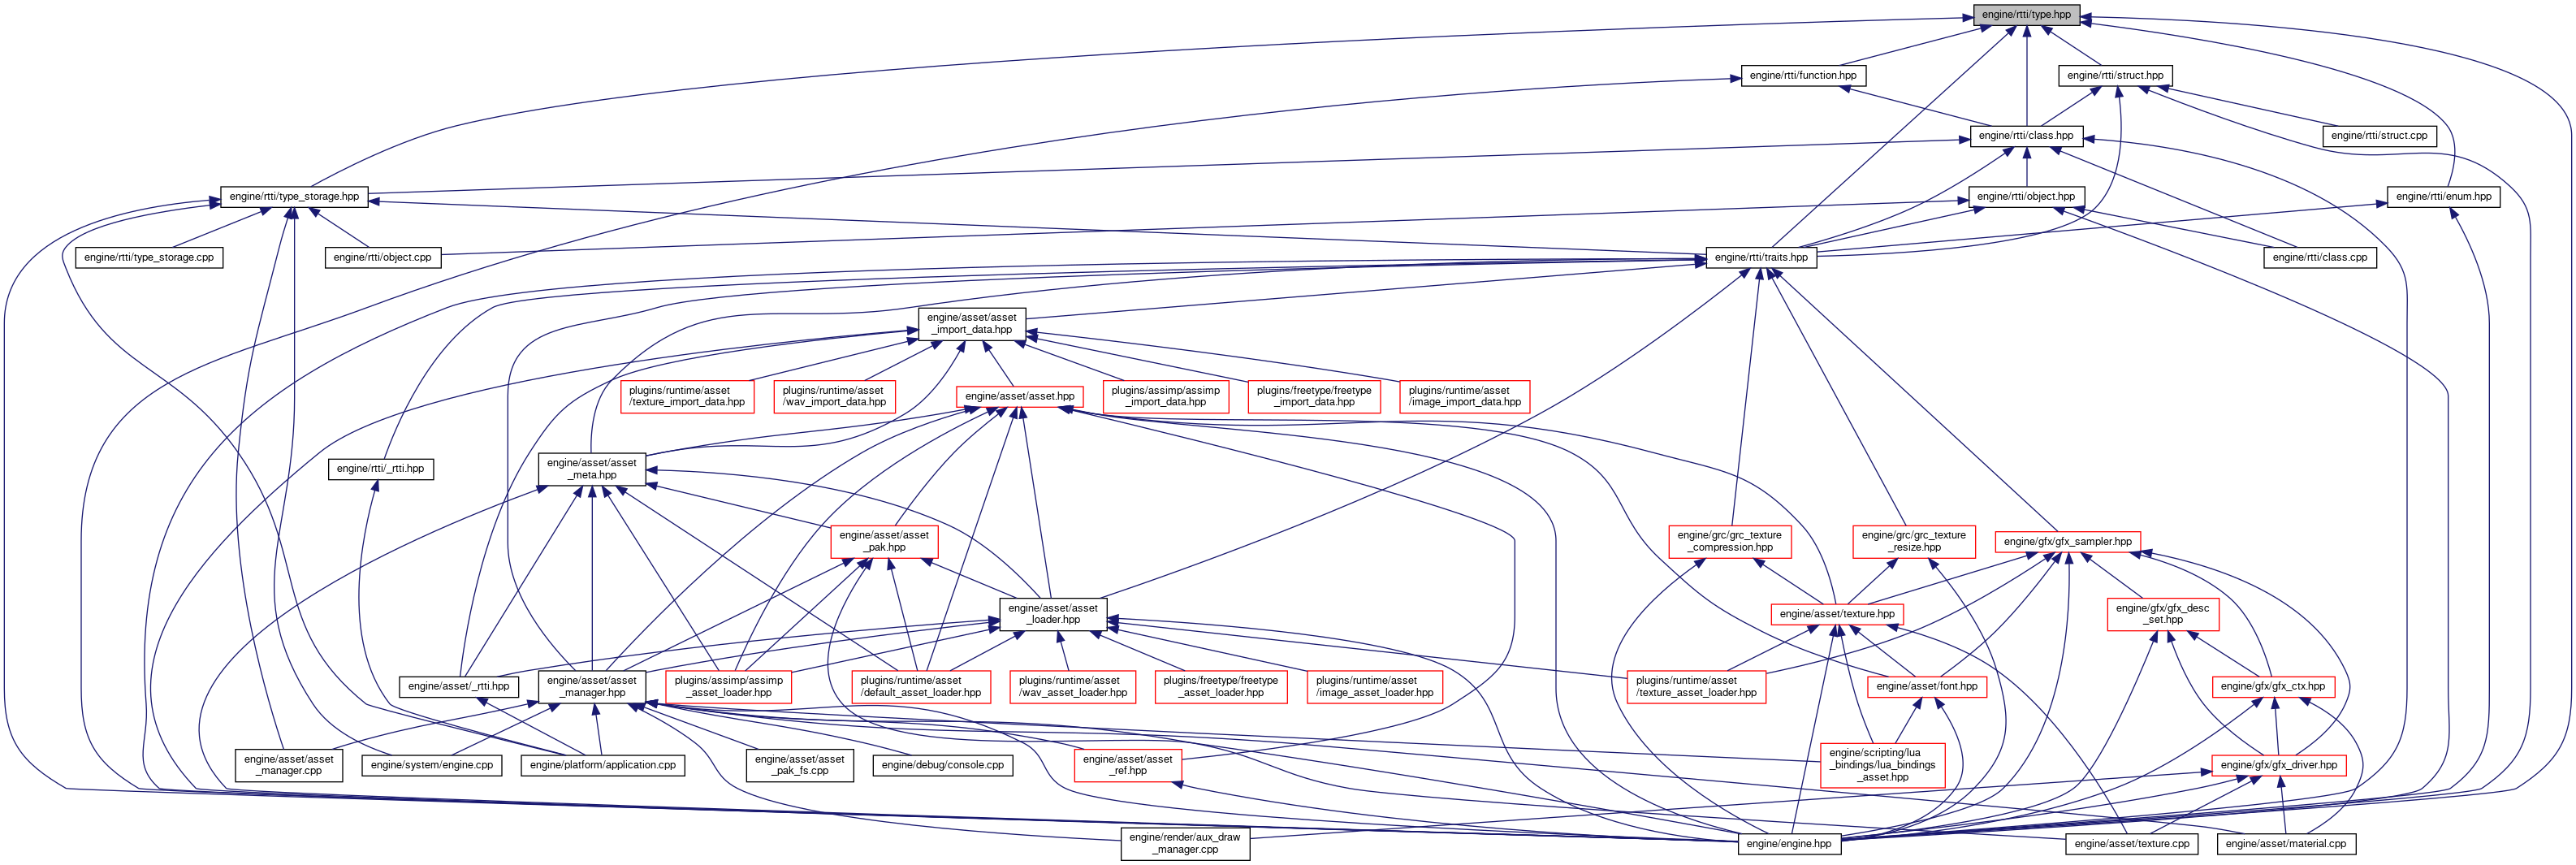 engine/rtti/type.hpp
engine/rtti/function.hpp
engine/rtti/struct.hpp
engine/rtti/class.hpp
engine/rtti/struct.cpp
engine/rtti/type_storage.hpp
engine/rtti/object.hpp
engine/rtti/enum.hpp
engine/rtti/type_storage.cpp
engine/rtti/object.cpp
engine/rtti/traits.hpp
engine/rtti/class.cpp
engine/asset/asset
_import_data.hpp
plugins/runtime/asset
/texture_import_data.hpp
plugins/runtime/asset
/wav_import_data.hpp
engine/asset/asset.hpp
plugins/assimp/assimp
_import_data.hpp
plugins/freetype/freetype
_import_data.hpp
plugins/runtime/asset
/image_import_data.hpp
engine/rtti/_rtti.hpp
engine/asset/asset
_meta.hpp
engine/asset/asset
_pak.hpp
engine/grc/grc_texture
_compression.hpp
engine/grc/grc_texture
_resize.hpp
engine/gfx/gfx_sampler.hpp
engine/asset/asset
_loader.hpp
engine/asset/texture.hpp
engine/gfx/gfx_desc
_set.hpp
engine/asset/_rtti.hpp
engine/asset/asset
_manager.hpp
plugins/assimp/assimp
_asset_loader.hpp
plugins/runtime/asset
/default_asset_loader.hpp
plugins/runtime/asset
/wav_asset_loader.hpp
plugins/freetype/freetype
_asset_loader.hpp
plugins/runtime/asset
/image_asset_loader.hpp
plugins/runtime/asset
/texture_asset_loader.hpp
engine/asset/font.hpp
engine/gfx/gfx_ctx.hpp
engine/asset/asset
_manager.cpp
engine/system/engine.cpp
engine/platform/application.cpp
engine/asset/asset
_pak_fs.cpp
engine/debug/console.cpp
engine/asset/asset
_ref.hpp
engine/scripting/lua
_bindings/lua_bindings
_asset.hpp
engine/gfx/gfx_driver.hpp
engine/render/aux_draw
_manager.cpp
engine/engine.hpp
engine/asset/texture.cpp
engine/asset/material.cpp